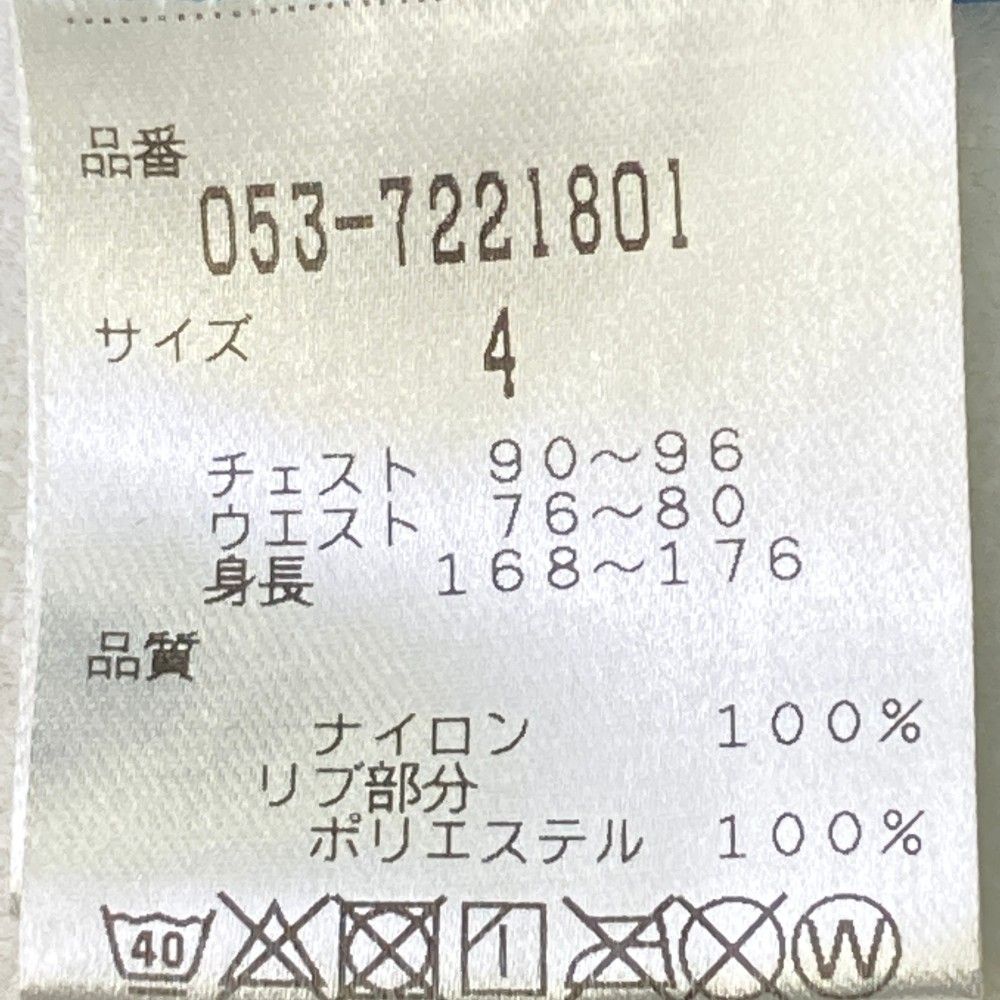 品番
053-7221801
サイズ 4
チェスト 90～96
ウエスト 76～80
身長 168～176
品質
ナイロン 100%
リブ部分
ポリエステル 100%
40 W